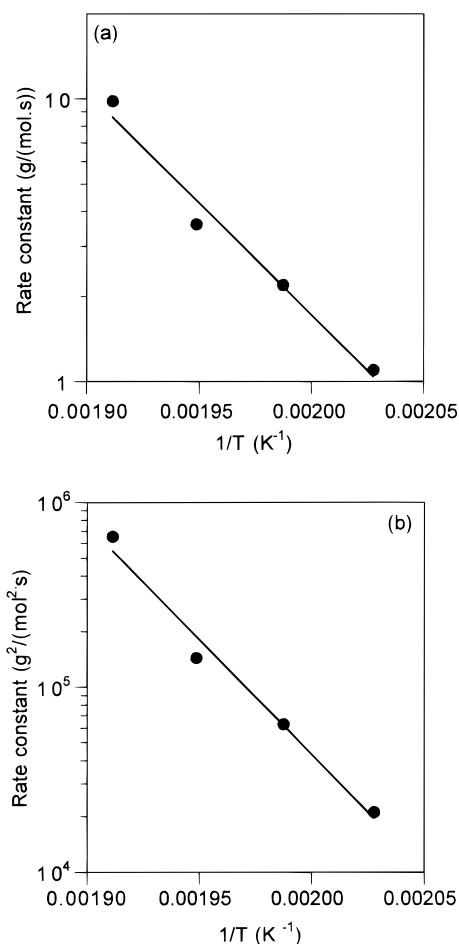 (a)
Rate constant (g/(mol.s))
10
1
0.00190 0.00195 0.00200 0.00205
1/T (K⁻¹)
(b)
Rate constant (g²/(mol²·s)
10⁶
10⁵
10⁴
0.00190 0.00195 0.00200 0.00205
1/T (K ⁻¹)